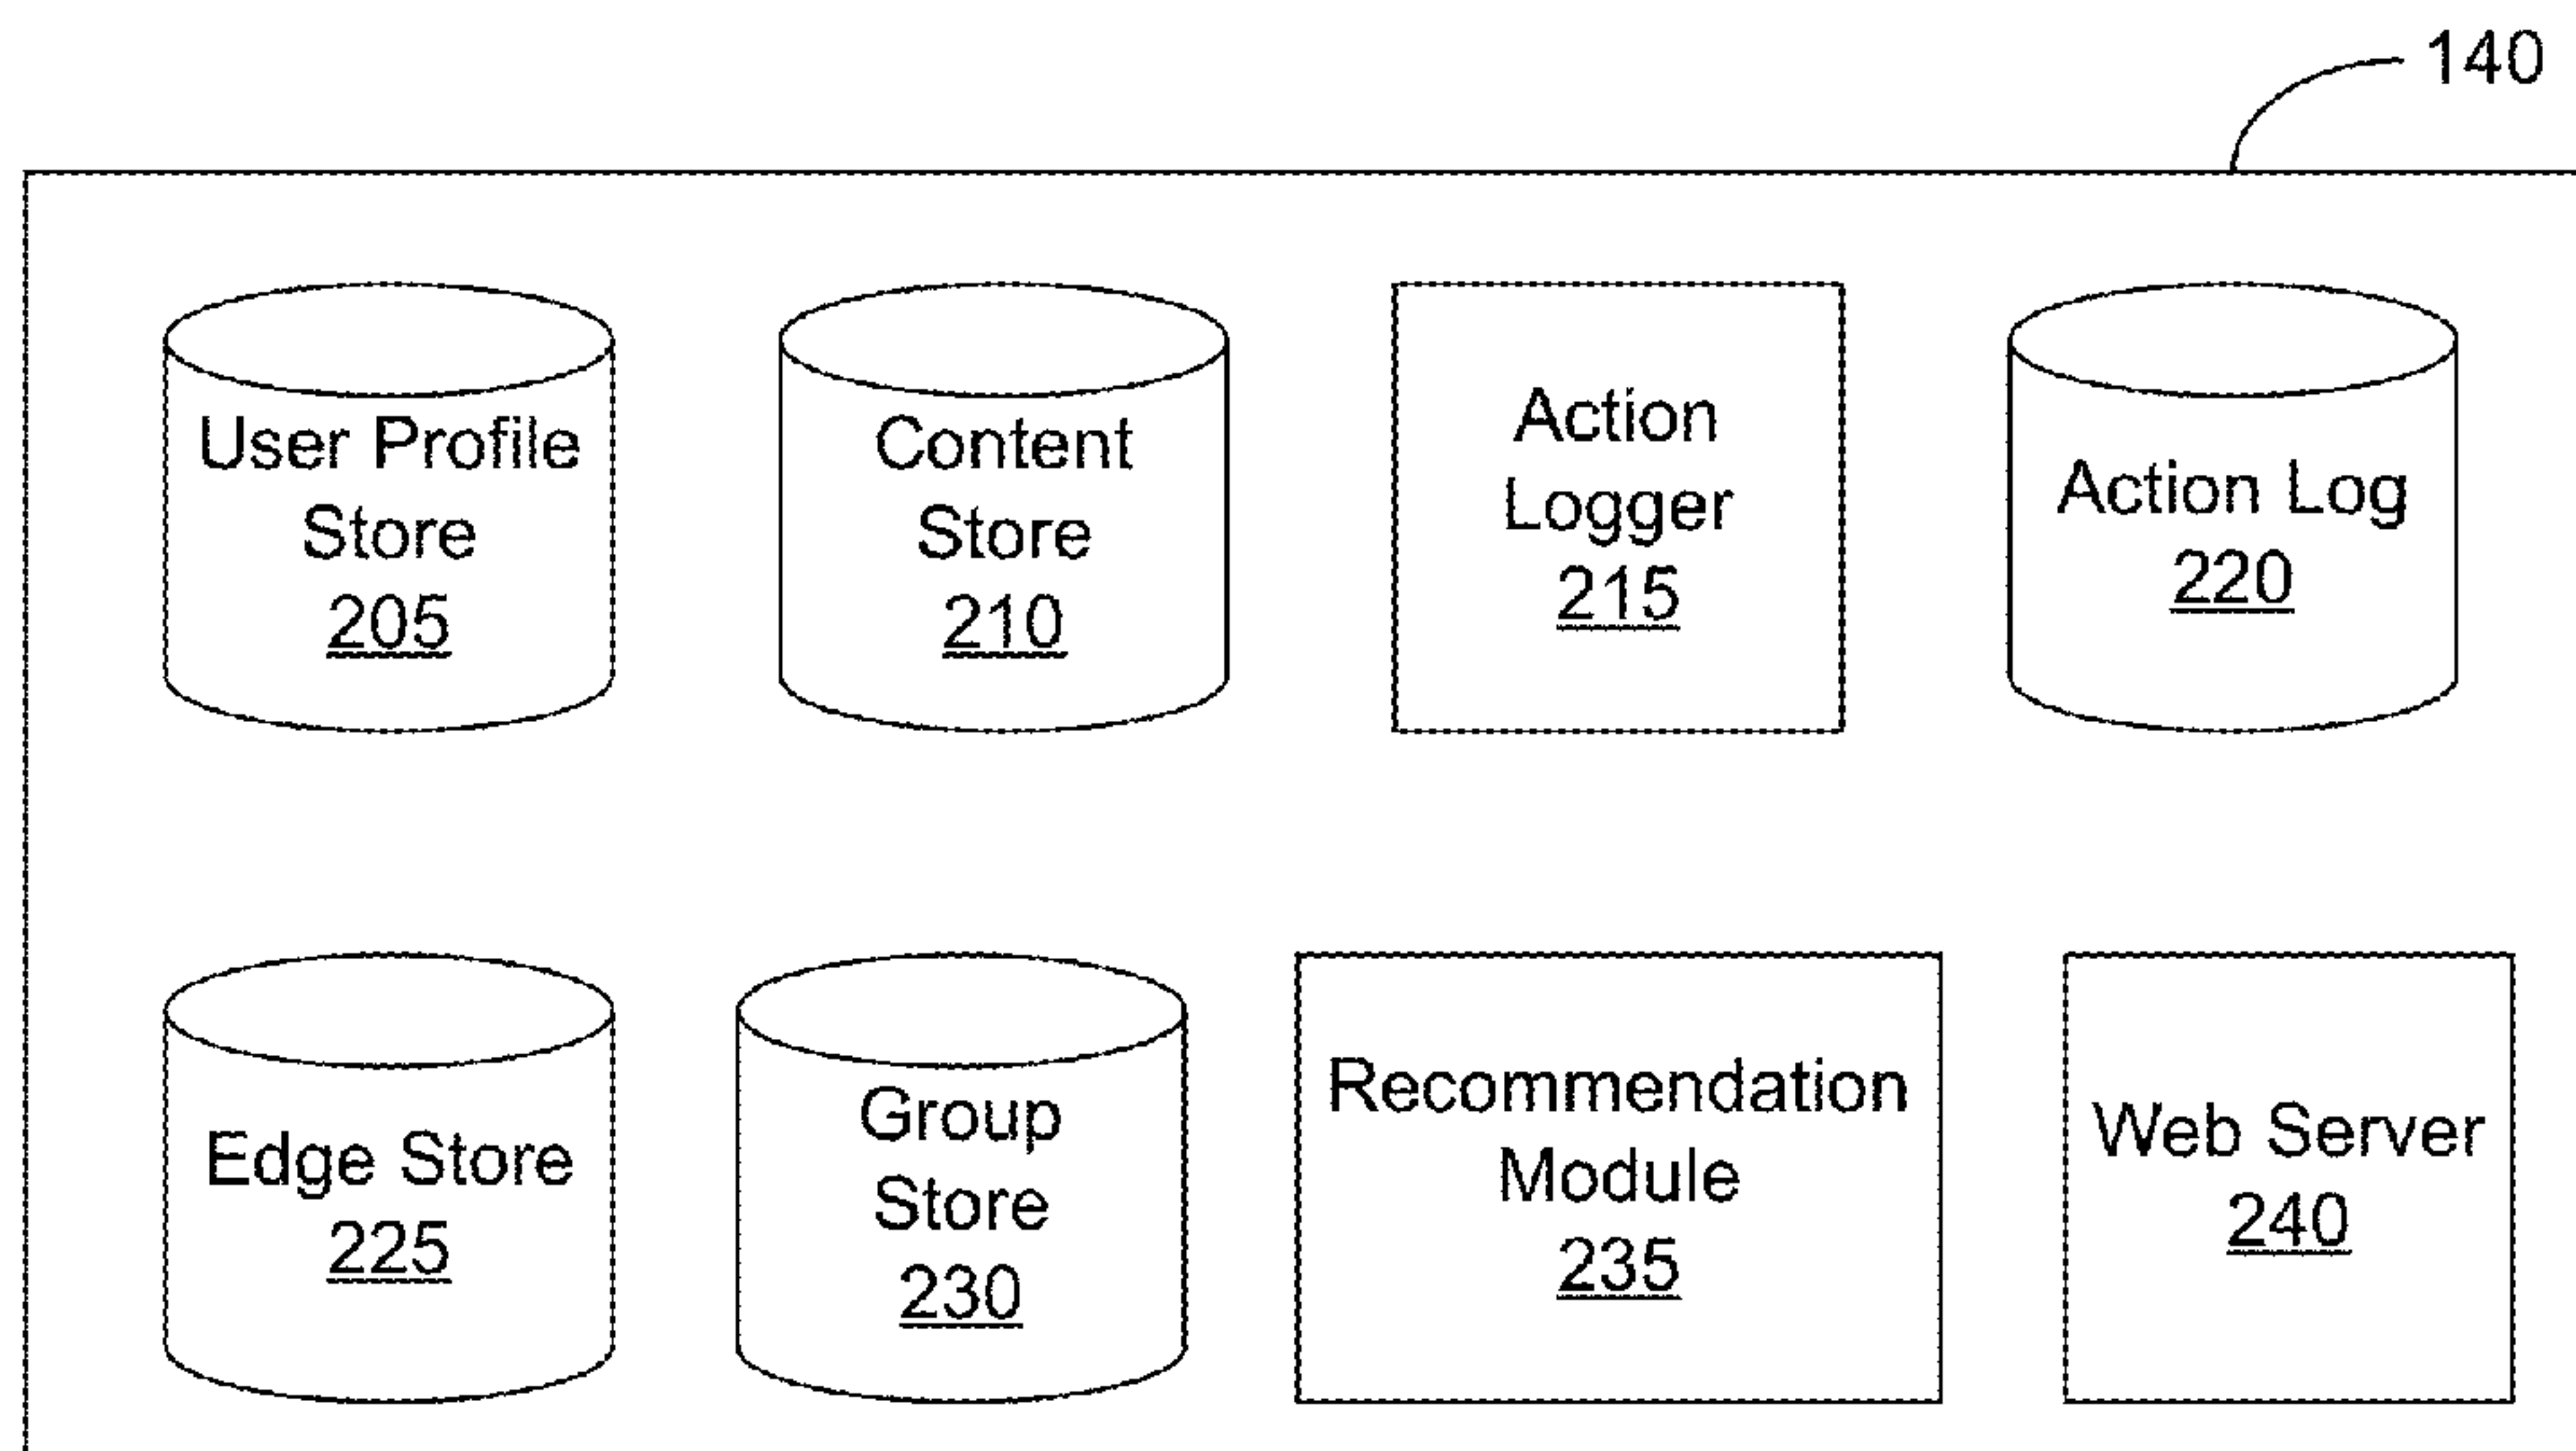 140
User Profile
Store
205
Content
Store
210
Action
Logger
215
Action Log
220
Edge Store
225
Group
Store
230
Recommendation
Module
235
Web Server
240